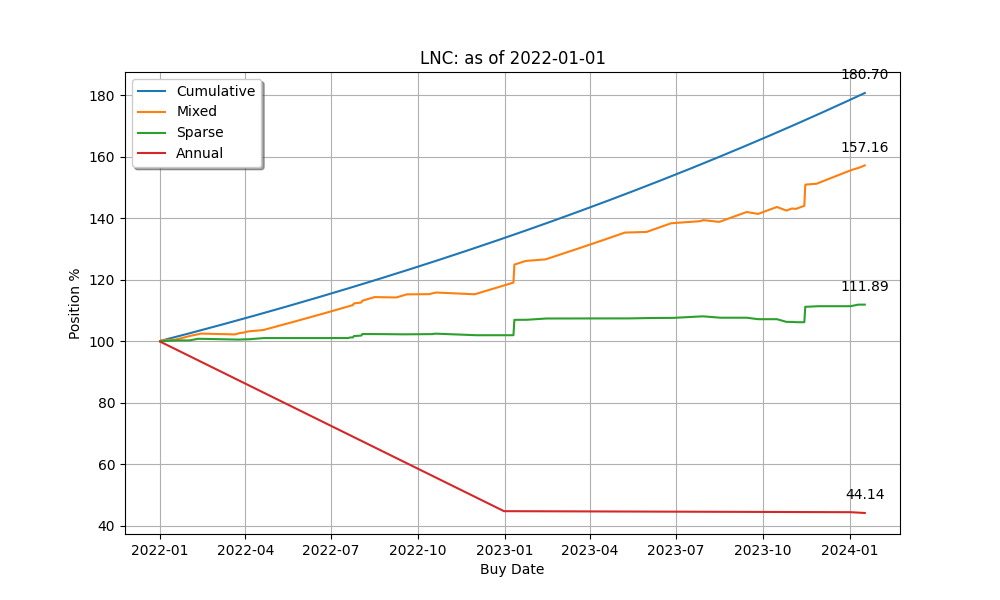 LNC: as of 2022-01-01
180.70
Cumulative
Mixed
Sparse
Annual
157.16
111.89
44.14
180
160
140
120
100
80
60
40
Position %
2022-01 2022-04 2022-07 2022-10 2023-01 2023-04 2023-07 2023-10 2024-01
Buy Date